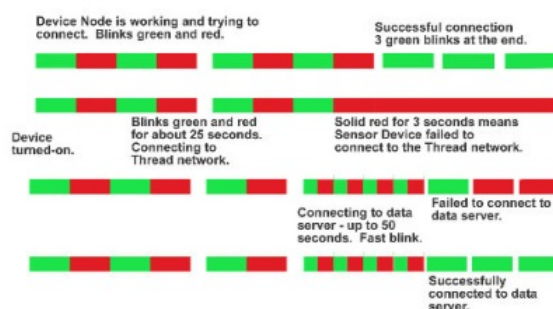 Device Node is working and trying to
connect. Blinks green and red.
Successful connection
3 green blinks at the end.
Device
turned-on.
Blinks green and red
for about 25 seconds.
Connecting to
Thread network.
Solid red for 3 seconds means
Sensor Device failed to
connect to the Thread network.
Connecting to data
server - up to 50
seconds. Fast blink.
Failed to connect to
data server.
Successfully
connected to data
server.